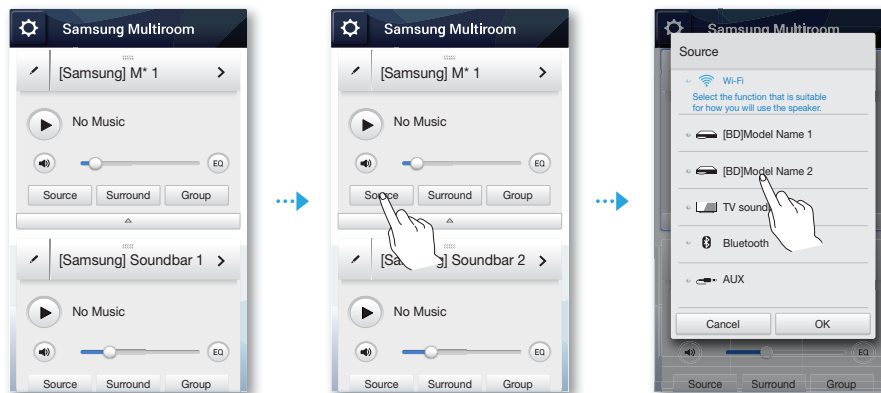 Samsung Multiroom
[Samsung] M* 1
No Music
EQ
Source Surround Group
[Samsung] Soundbar 1
No Music
EQ
Source Surround Group
Samsung Multiroom
[Samsung] M* 1
No Music
EQ
Source Surround Group
[Samsung] Soundbar 2
No Music
EQ
Source Surround Group
Samsung Multiroom
Source
Wi-Fi
Select the function that is suitable
for how you will use the speaker.
[BD]Model Name 1
[BD]Model Name 2
TV sound
Bluetooth
AUX
Cancel OK
EQ
Source Surround Group